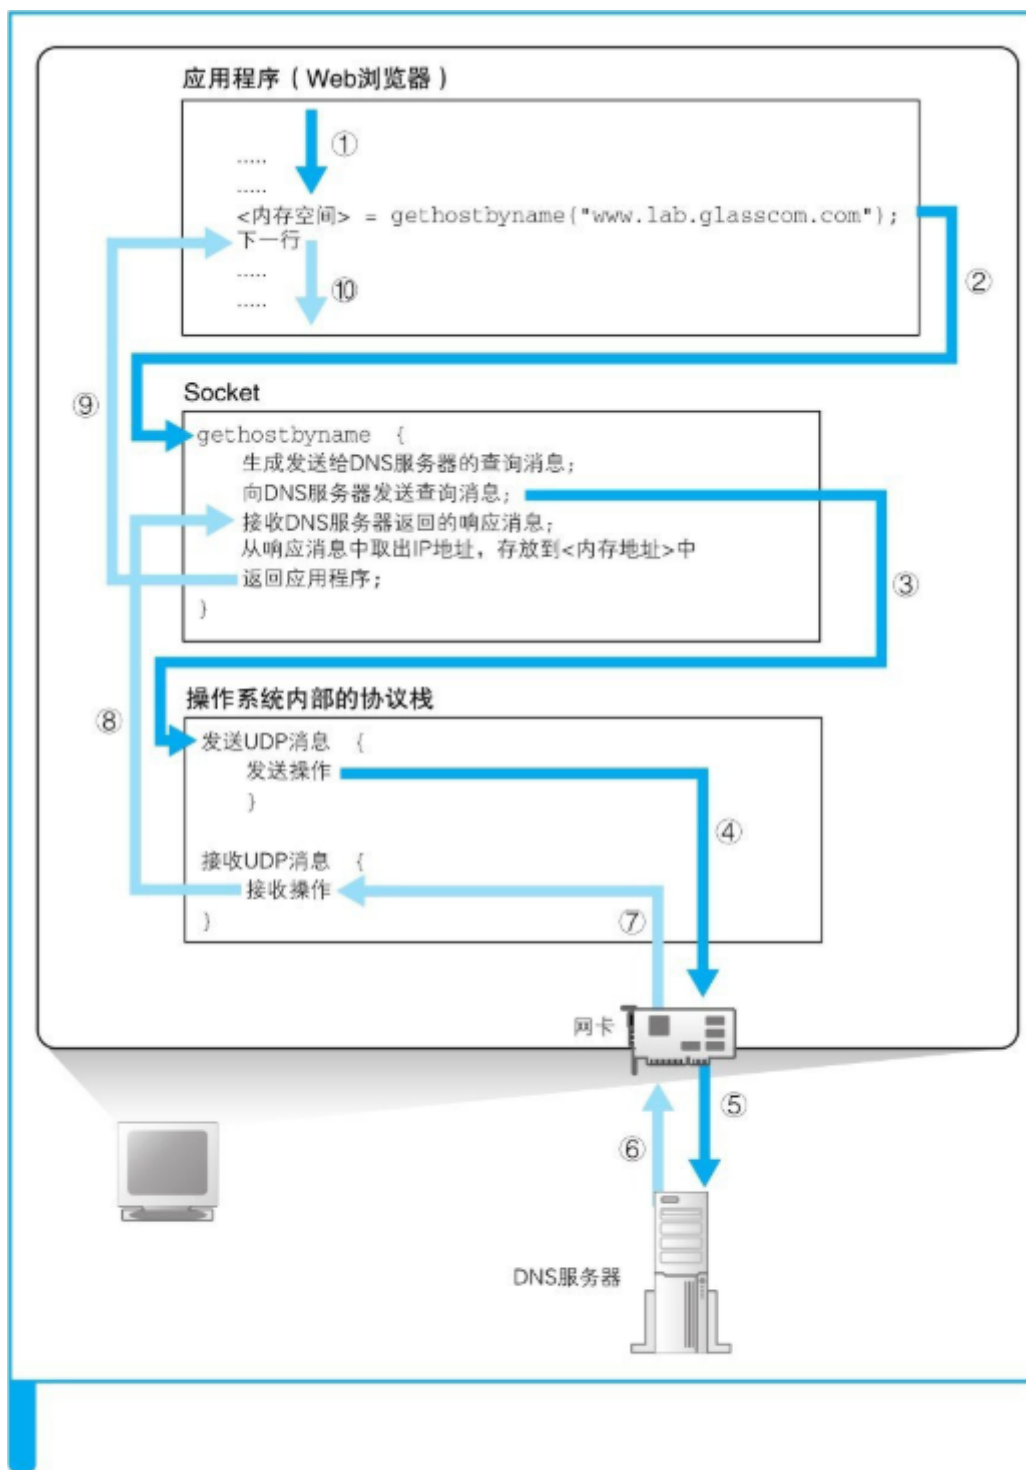 应用程序（Web浏览器）
①
.....
.....
<内存空间> = gethostbyname("www.lab.glasscom.com");
下一行
②
.....
⑩
.....
⑨
Socket
gethostbyname {
生成发送给DNS服务器的查询消息；
向DNS服务器发送查询消息；
接收DNS服务器返回的响应消息；
从响应消息中取出IP地址，存放到<内存地址>中
返回应用程序；
③
}
操作系统内部的协议栈
⑧
发送UDP消息 {
发送操作
}
④
接收UDP消息 {
接收操作
}
⑦
网卡
⑤
⑥
DNS服务器